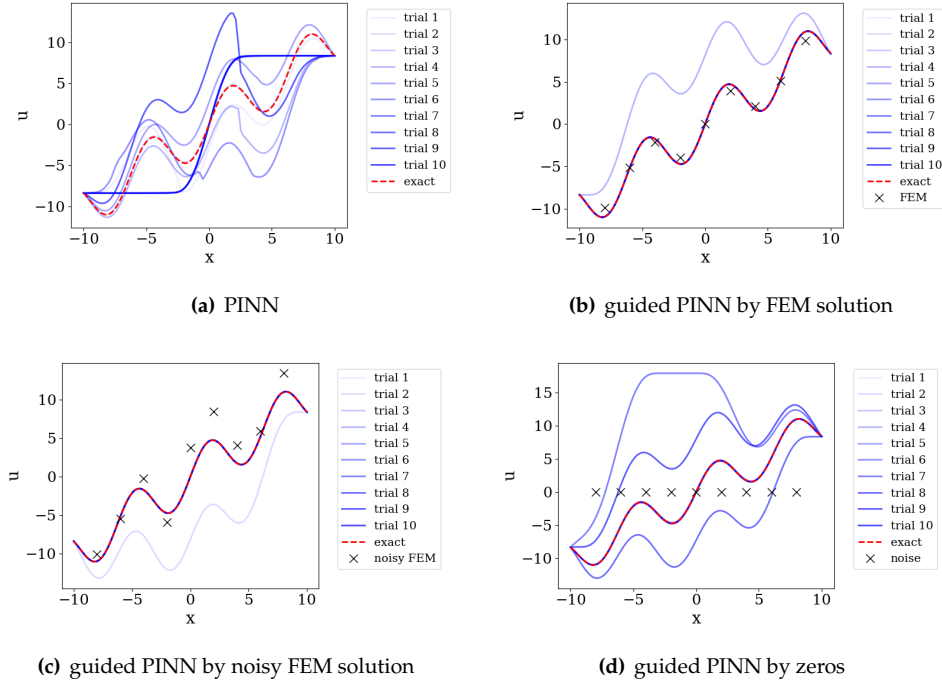 10
5
0
−5
−10
u
−10
−5
0
5
10
x
trial 1
trial 2
trial 3
trial 4
trial 5
trial 6
trial 7
trial 8
trial 9
trial 10
exact
(a) PINN
10
5
0
−5
−10
u
−10
−5
0
5
10
x
trial 1
trial 2
trial 3
trial 4
trial 5
trial 6
trial 7
trial 8
trial 9
trial 10
exact
FEM
(b) guided PINN by FEM solution
10
5
0
−5
−10
u
−10
−5
0
5
10
x
trial 1
trial 2
trial 3
trial 4
trial 5
trial 6
trial 7
trial 8
trial 9
trial 10
exact
noisy FEM
(c) guided PINN by noisy FEM solution
15
10
5
0
−5
−10
u
−10
−5
0
5
10
x
trial 1
trial 2
trial 3
trial 4
trial 5
trial 6
trial 7
trial 8
trial 9
trial 10
exact
noise
(d) guided PINN by zeros